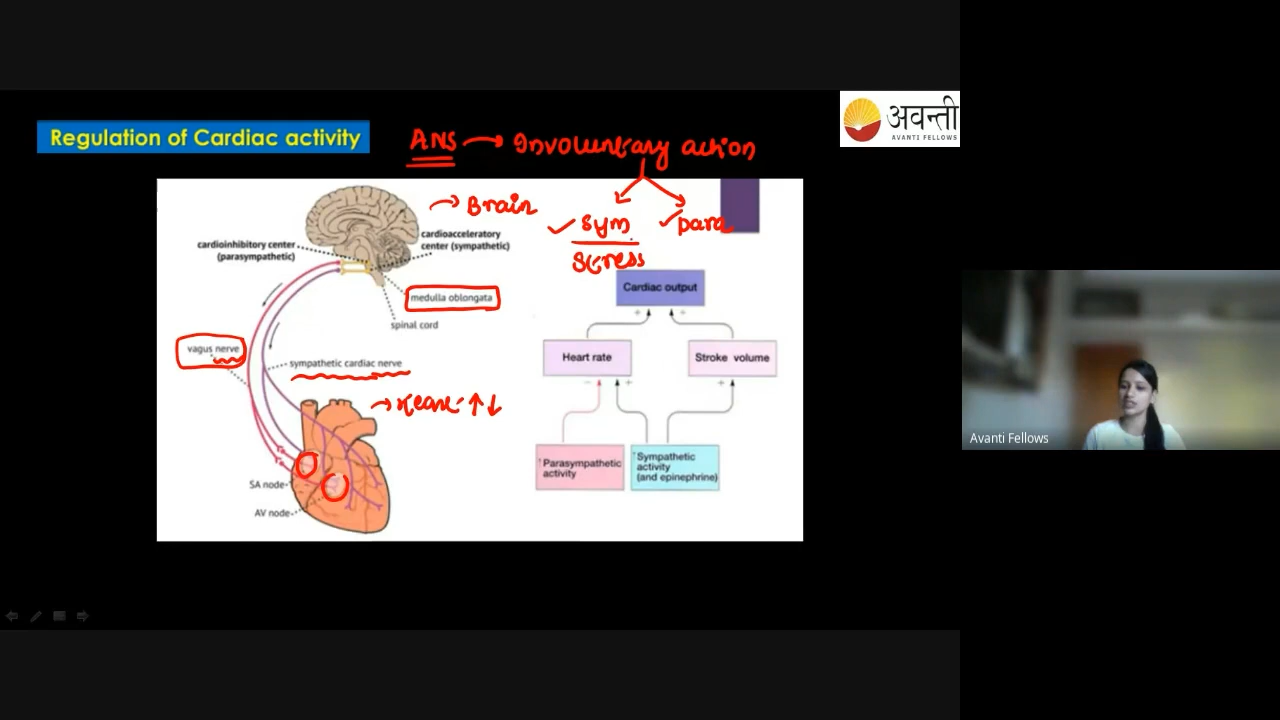 अवन्ती
AVANTI FELLOWS
Regulation of Cardiac activity
ANS → Involuntary action
Brain
Sym
para
Stress
cardioinhibitory center
(parasympathetic)
cardioacceleratory
center (sympathetic)
medulla oblongata
spinal cord
vagus nerve
sympathetic cardiac nerve
→ Heart ↑↓
SA node
AV node
Cardiac output
+ +
Heart rate
Stroke volume
− + +
↑ Parasympathetic
activity
↑ Sympathetic
activity
(and epinephrine)
Avanti Fellows